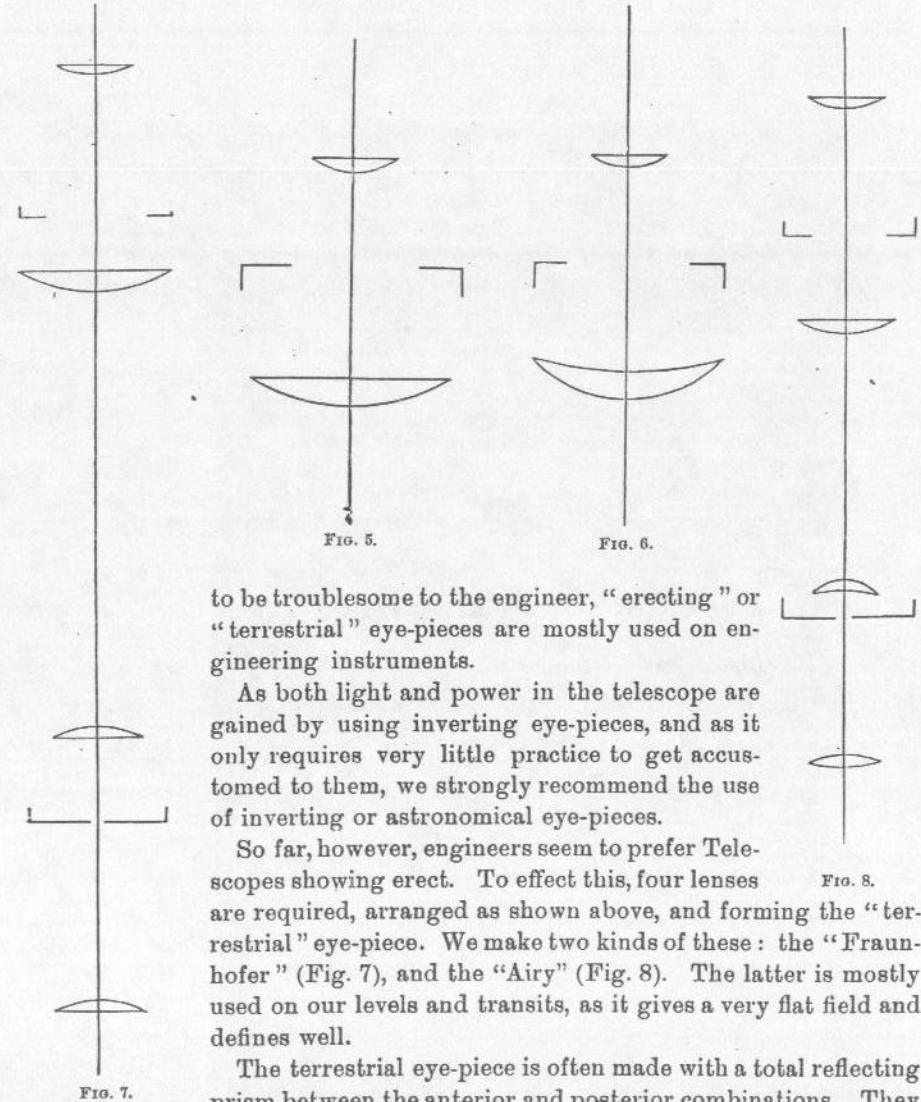 FIG. 5.
FIG. 6.
to be troublesome to the engineer, “ erecting ” or
“ terrestrial ” eye-pieces are mostly used on en-
gineering instruments.
As both light and power in the telescope are
gained by using inverting eye-pieces, and as it
only requires very little practice to get accus-
tomed to them, we strongly recommend the use
of inverting or astronomical eye-pieces.
So far, however, engineers seem to prefer Tele-
scopes showing erect. To effect this, four lenses
FIG. 8.
are required, arranged as shown above, and forming the “ ter-
restrial ” eye-piece. We make two kinds of these : the “ Fraun-
hofer ” (Fig. 7), and the “Airy” (Fig. 8). The latter is mostly
used on our levels and transits, as it gives a very flat field and
defines well.
The terrestrial eye-piece is often made with a total reflecting
FIG. 7.
prism between the anterior and posterior combinations. They